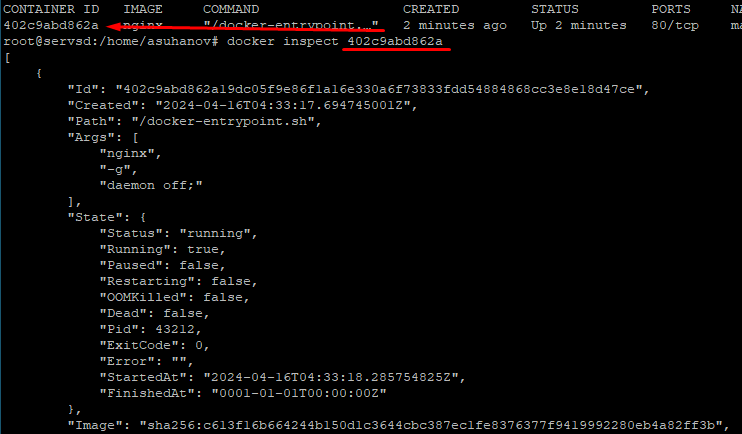 CONTAINER ID   IMAGE   COMMAND   CREATED   STATUS   PORTS   NA
402c9abd862a   nginx   "/docker-entrypoint.…"   2 minutes ago   Up 2 minutes   80/tcp   ma
root@servsd:/home/asuhanov# docker inspect 402c9abd862a
[
    {
        "Id": "402c9abd862a19dc05f9e86f1a16e330a6f73833fdd54884868cc3e8e18d47ce",
        "Created": "2024-04-16T04:33:17.694745001Z",
        "Path": "/docker-entrypoint.sh",
        "Args": [
            "nginx",
            "-g",
            "daemon off;"
        ],
        "State": {
            "Status": "running",
            "Running": true,
            "Paused": false,
            "Restarting": false,
            "OOMKilled": false,
            "Dead": false,
            "Pid": 43212,
            "ExitCode": 0,
            "Error": "",
            "StartedAt": "2024-04-16T04:33:18.285754825Z",
            "FinishedAt": "0001-01-01T00:00:00Z"
        },
        "Image": "sha256:c613f16b664244b150d1c3644cbc387ec1fe8376377f9419992280eb4a82ff3b",